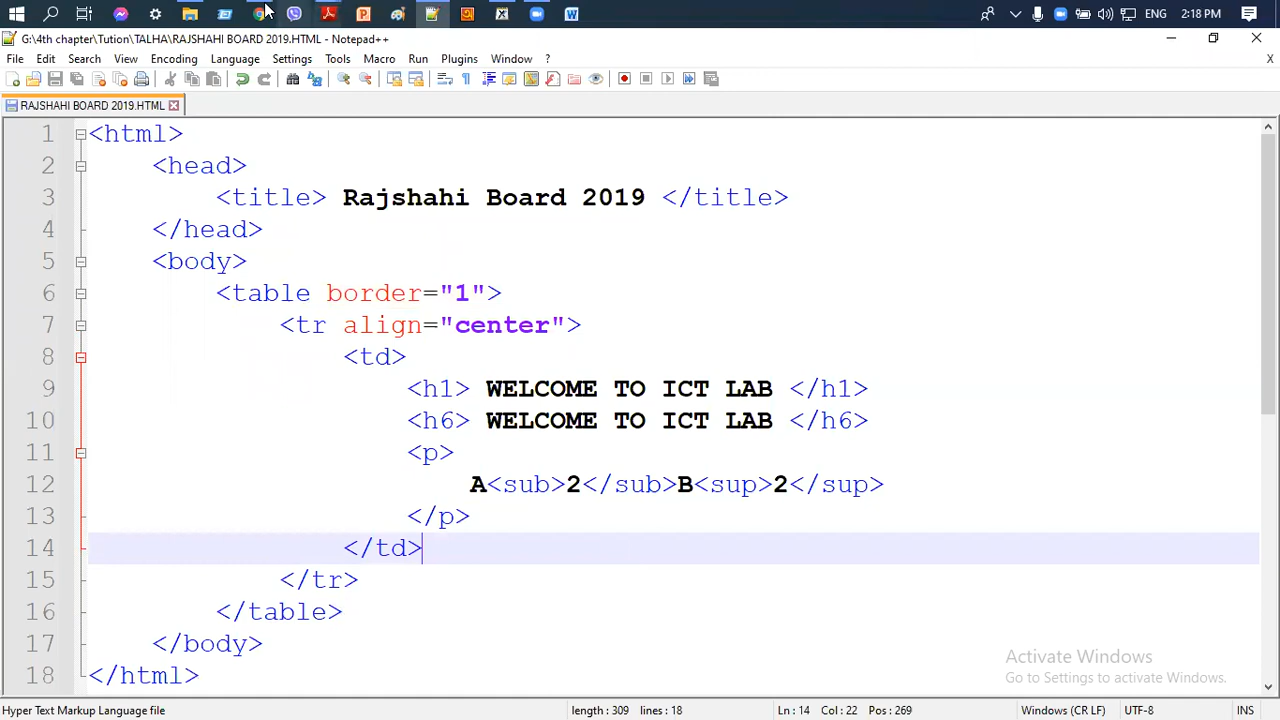 ENG 2:18 PM
G:\4th chapter\Tution\TALHA\RAJSHAHI BOARD 2019.HTML - Notepad++
File Edit Search View Encoding Language Settings Tools Macro Run Plugins Window ? X
RAJSHAHI BOARD 2019.HTML
1 <html>
2 <head>
3 <title> Rajshahi Board 2019 </title>
4 </head>
5 <body>
6 <table border="1">
7 <tr align="center">
8 <td>
9 <h1> WELCOME TO ICT LAB </h1>
10 <h6> WELCOME TO ICT LAB </h6>
11 <p>
12 A<sub>2</sub>B<sup>2</sup>
13 </p>
14 </td>
15 </tr>
16 </table>
17 </body>
18 </html>
Activate Windows
Go to Settings to activate Windows.
Hyper Text Markup Language file length : 309 lines : 18 Ln : 14 Col : 22 Pos : 269 Windows (CR LF) UTF-8 INS